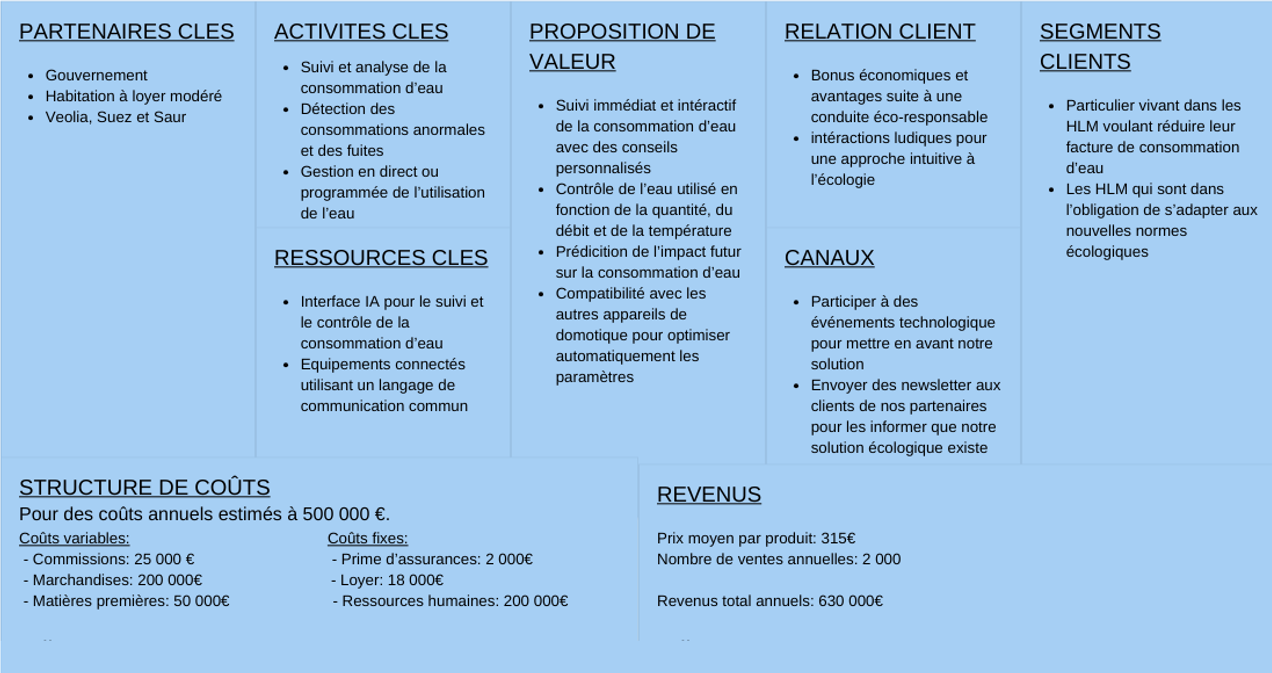 PARTENAIRES CLES
• Gouvernement
• Habitation à loyer modéré
• Veolia, Suez et Saur
ACTIVITES CLES
• Suivi et analyse de la
consommation d’eau
• Détection des
consommations anormales
et des fuites
• Gestion en direct ou
programmée de l’utilisation
de l’eau
RESSOURCES CLES
• Interface IA pour le suivi et
le contrôle de la
consommation d’eau
• Equipements connectés
utilisant un langage de
communication commun
PROPOSITION DE
VALEUR
• Suivi immédiat et intéractif
de la consommation d’eau
avec des conseils
personnalisés
• Contrôle de l’eau utilisé en
fonction de la quantité, du
débit et de la température
• Prédicition de l’impact futur
sur la consommation d’eau
• Compatibilité avec les
autres appareils de
domotique pour optimiser
automatiquement les
paramètres
RELATION CLIENT
• Bonus économiques et
avantages suite à une
conduite éco-responsable
• intéractions ludiques pour
une approche intuitive à
l’écologie
CANAUX
• Participer à des
événements technologique
pour mettre en avant notre
solution
• Envoyer des newsletter aux
clients de nos partenaires
pour les informer que notre
solution écologique existe
SEGMENTS
CLIENTS
• Particulier vivant dans les
HLM voulant réduire leur
facture de consommation
d’eau
• Les HLM qui sont dans
l’obligation de s’adapter aux
nouvelles normes
écologiques
STRUCTURE DE COÛTS
Pour des coûts annuels estimés à 500 000 €.
Coûts variables:
- Commissions: 25 000 €
- Marchandises: 200 000€
- Matières premières: 50 000€
Coûts fixes:
- Prime d’assurances: 2 000€
- Loyer: 18 000€
- Ressources humaines: 200 000€
REVENUS
Prix moyen par produit: 315€
Nombre de ventes annuelles: 2 000
Revenus total annuels: 630 000€